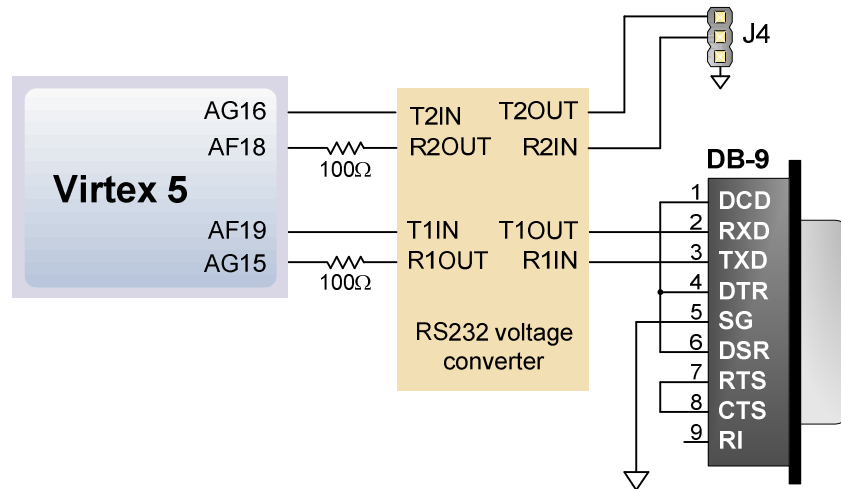 J4
AG16
T2IN
T2OUT
AF18
100Ω
R2OUT
R2IN
Virtex 5
AF19
T1IN
T1OUT
AG15
100Ω
R1OUT
R1IN
RS232 voltage
converter
DB-9
1 DCD
2 RXD
3 TXD
4 DTR
5 SG
6 DSR
7 RTS
8 CTS
9 RI